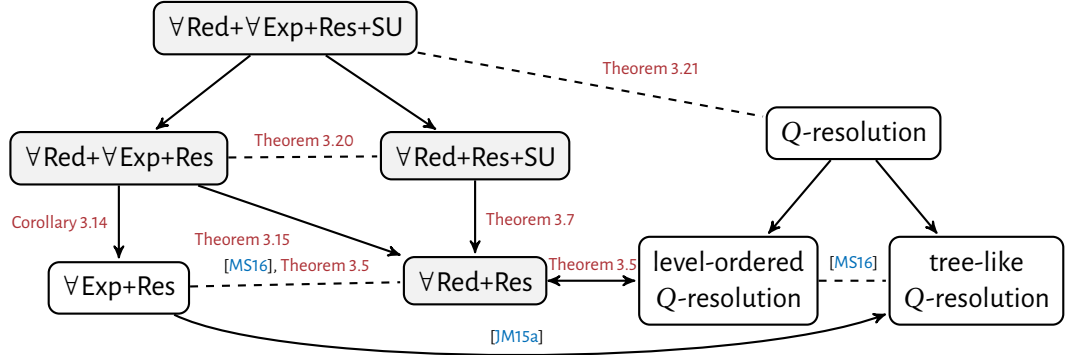 ∀Red+∀Exp+Res+SU
Theorem 3.21
Q-resolution
∀Red+∀Exp+Res
Theorem 3.20
∀Red+Res+SU
Corollary 3.14
Theorem 3.7
Theorem 3.15
[MS16], Theorem 3.5
∀Exp+Res
∀Red+Res
Theorem 3.5
level-ordered
Q-resolution
[MS16]
tree-like
Q-resolution
[JM15a]